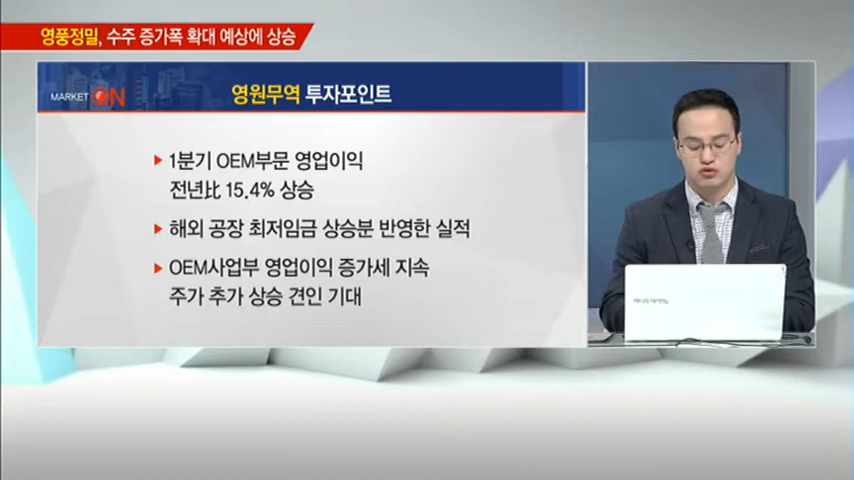 영풍정밀, 수주 증가폭 확대 예상에 상승
MARKET ON
영원무역 투자포인트
▶ 1분기 OEM부문 영업이익
전년比 15.4% 상승
▶ 해외 공장 최저임금 상승분 반영한 실적
▶ OEM사업부 영업이익 증가세 지속
주가 추가 상승 견인 기대